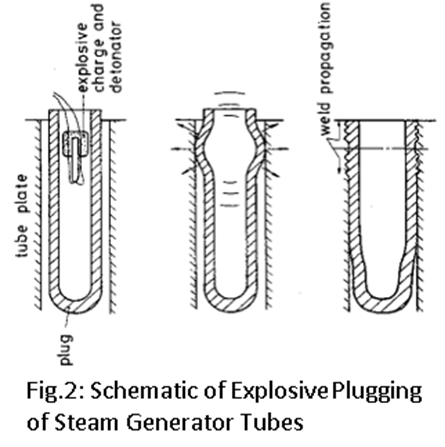 explosive
charge and
detonator
tube plate
plug
weld propagation
Fig.2: Schematic of Explosive Plugging
of Steam Generator Tubes